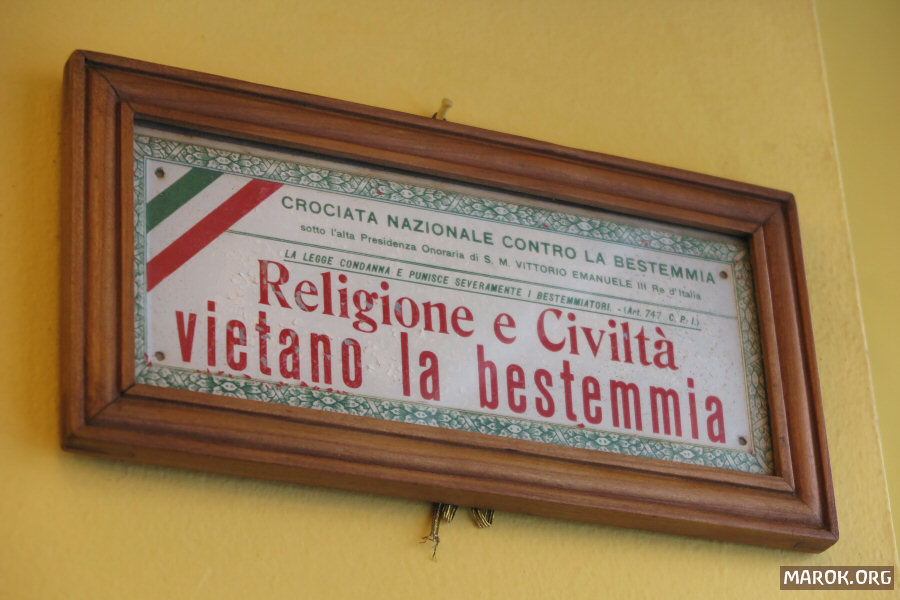 CROCIATA NAZIONALE CONTRO LA BESTEMMIA
sotto l'alta Presidenza Onoraria di S. M. VITTORIO EMANUELE III Re d'Italia
LA LEGGE CONDANNA E PUNISCE SEVERAMENTE I BESTEMMIATORI. - (Art. 747 C. P. I.)
Religione e Civiltà
vietano la bestemmia
MAROK.ORG